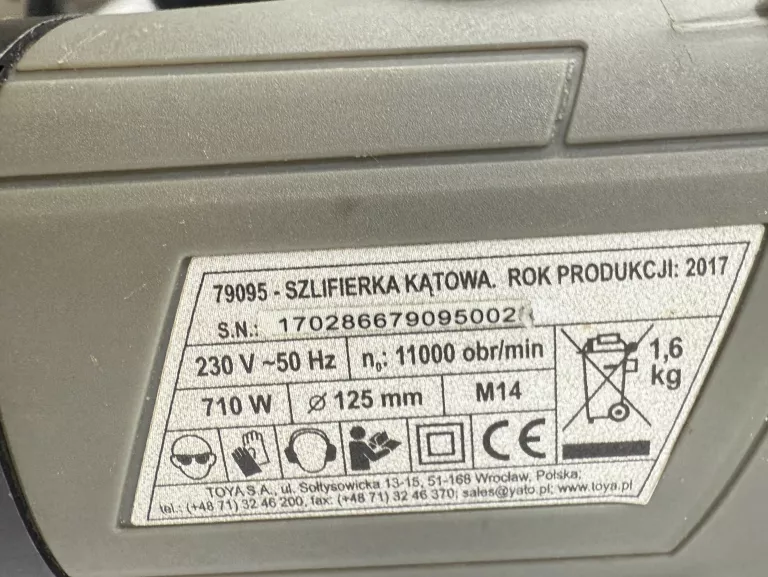 79095 - SZLIFIERKA KĄTOWA. ROK PRODUKCJI: 2017
S.N.: 170286679095002
230 V ~50 Hz
n₀: 11000 obr/min
1,6 kg
710 W
⌀ 125 mm
M14
CE
TOYA S.A., ul. Sołtysowicka 13-15, 51-168 Wrocław, Polska;
tel.: (+48 71) 32 46 200, fax: (+48 71) 32 46 370; sales@yato.pl; www.toya.pl